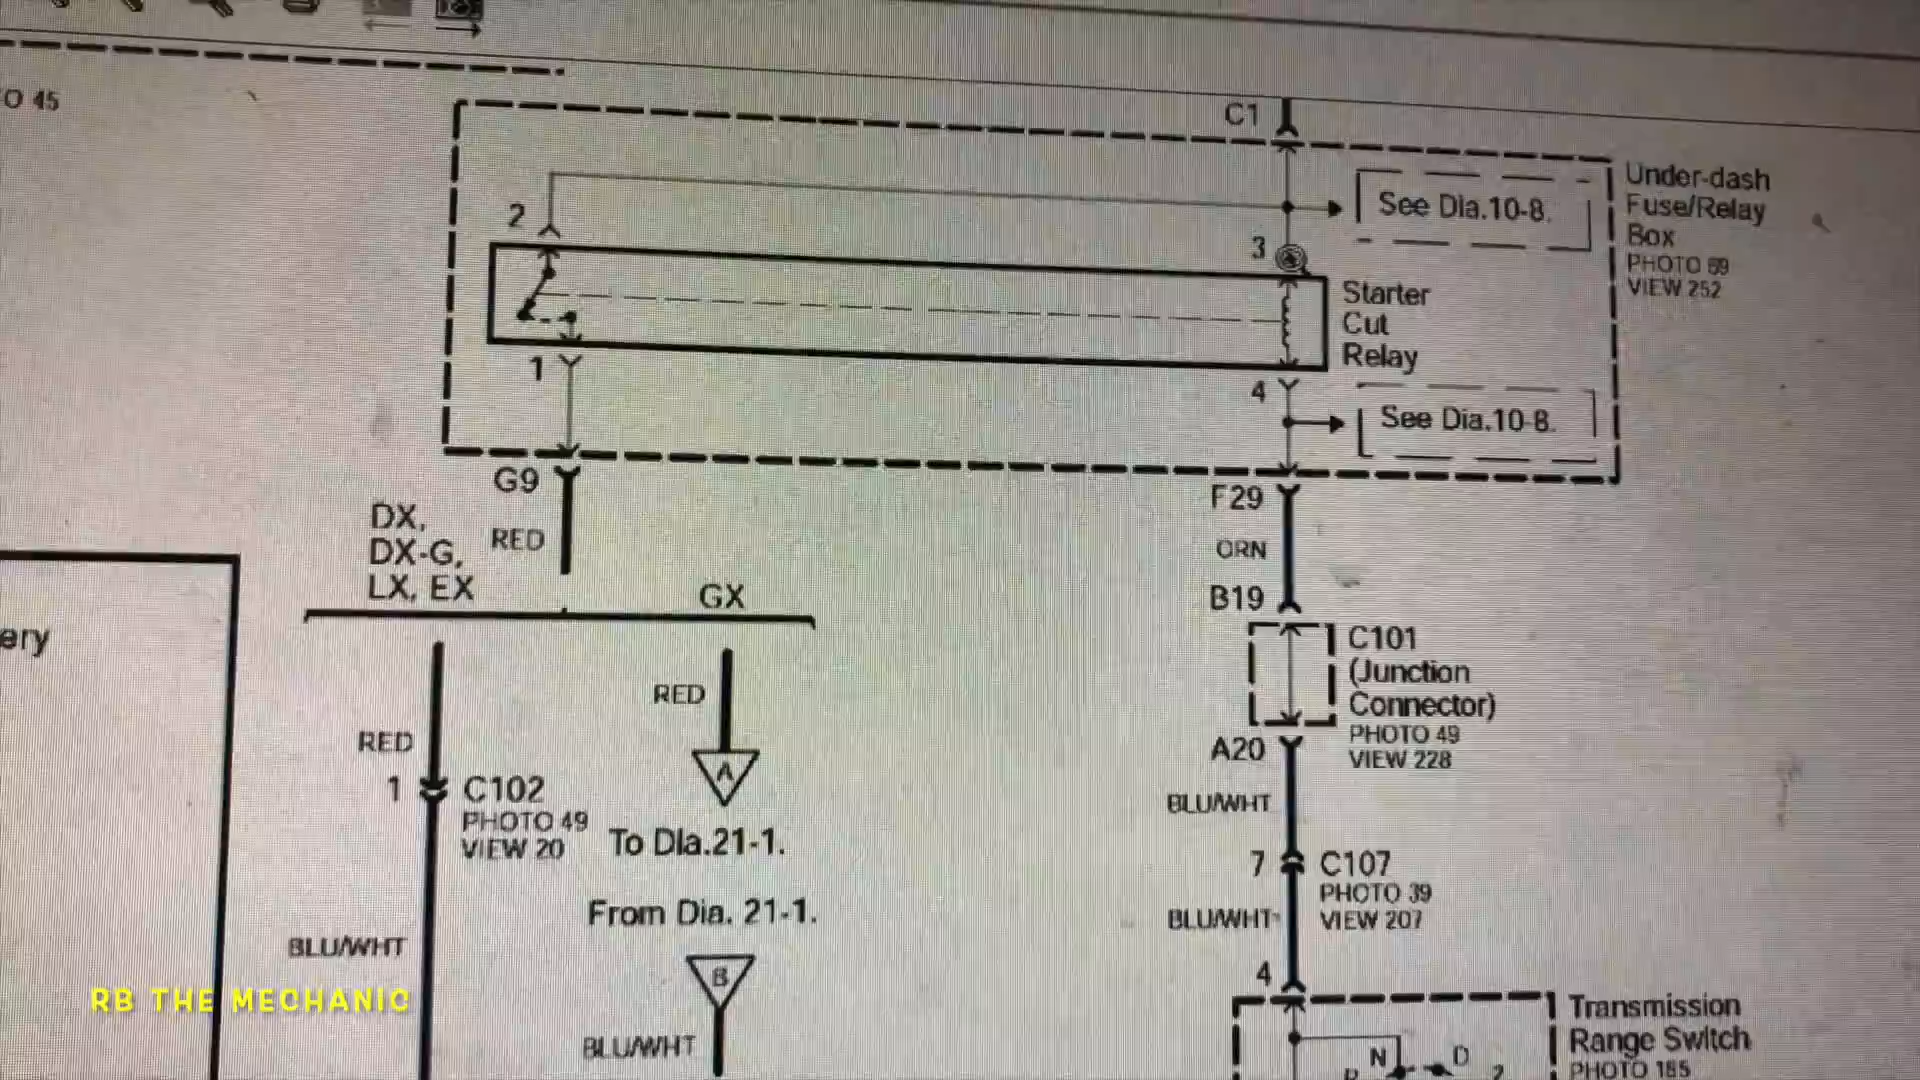 O 45
C1
Under-dash
Fuse/Relay
Box
PHOTO 69
VIEW 252
See Dia.10-8.
2
3
Starter
Cut
Relay
1
4
See Dia.10-8.
G9
F29
DX,
DX-G,
LX, EX
RED
ORN
GX
B19
ery
C101
(Junction
Connector)
PHOTO 49
VIEW 228
RED
RED
A
A20
1
C102
PHOTO 49
VIEW 20
BLU/WHT
To Dia.21-1.
7
C107
PHOTO 39
VIEW 207
From Dia. 21-1.
BLU/WHT
BLU/WHT
B
4
RB THE MECHANIC
BLU/WHT
Transmission
Range Switch
PHOTO 185
N
D
2